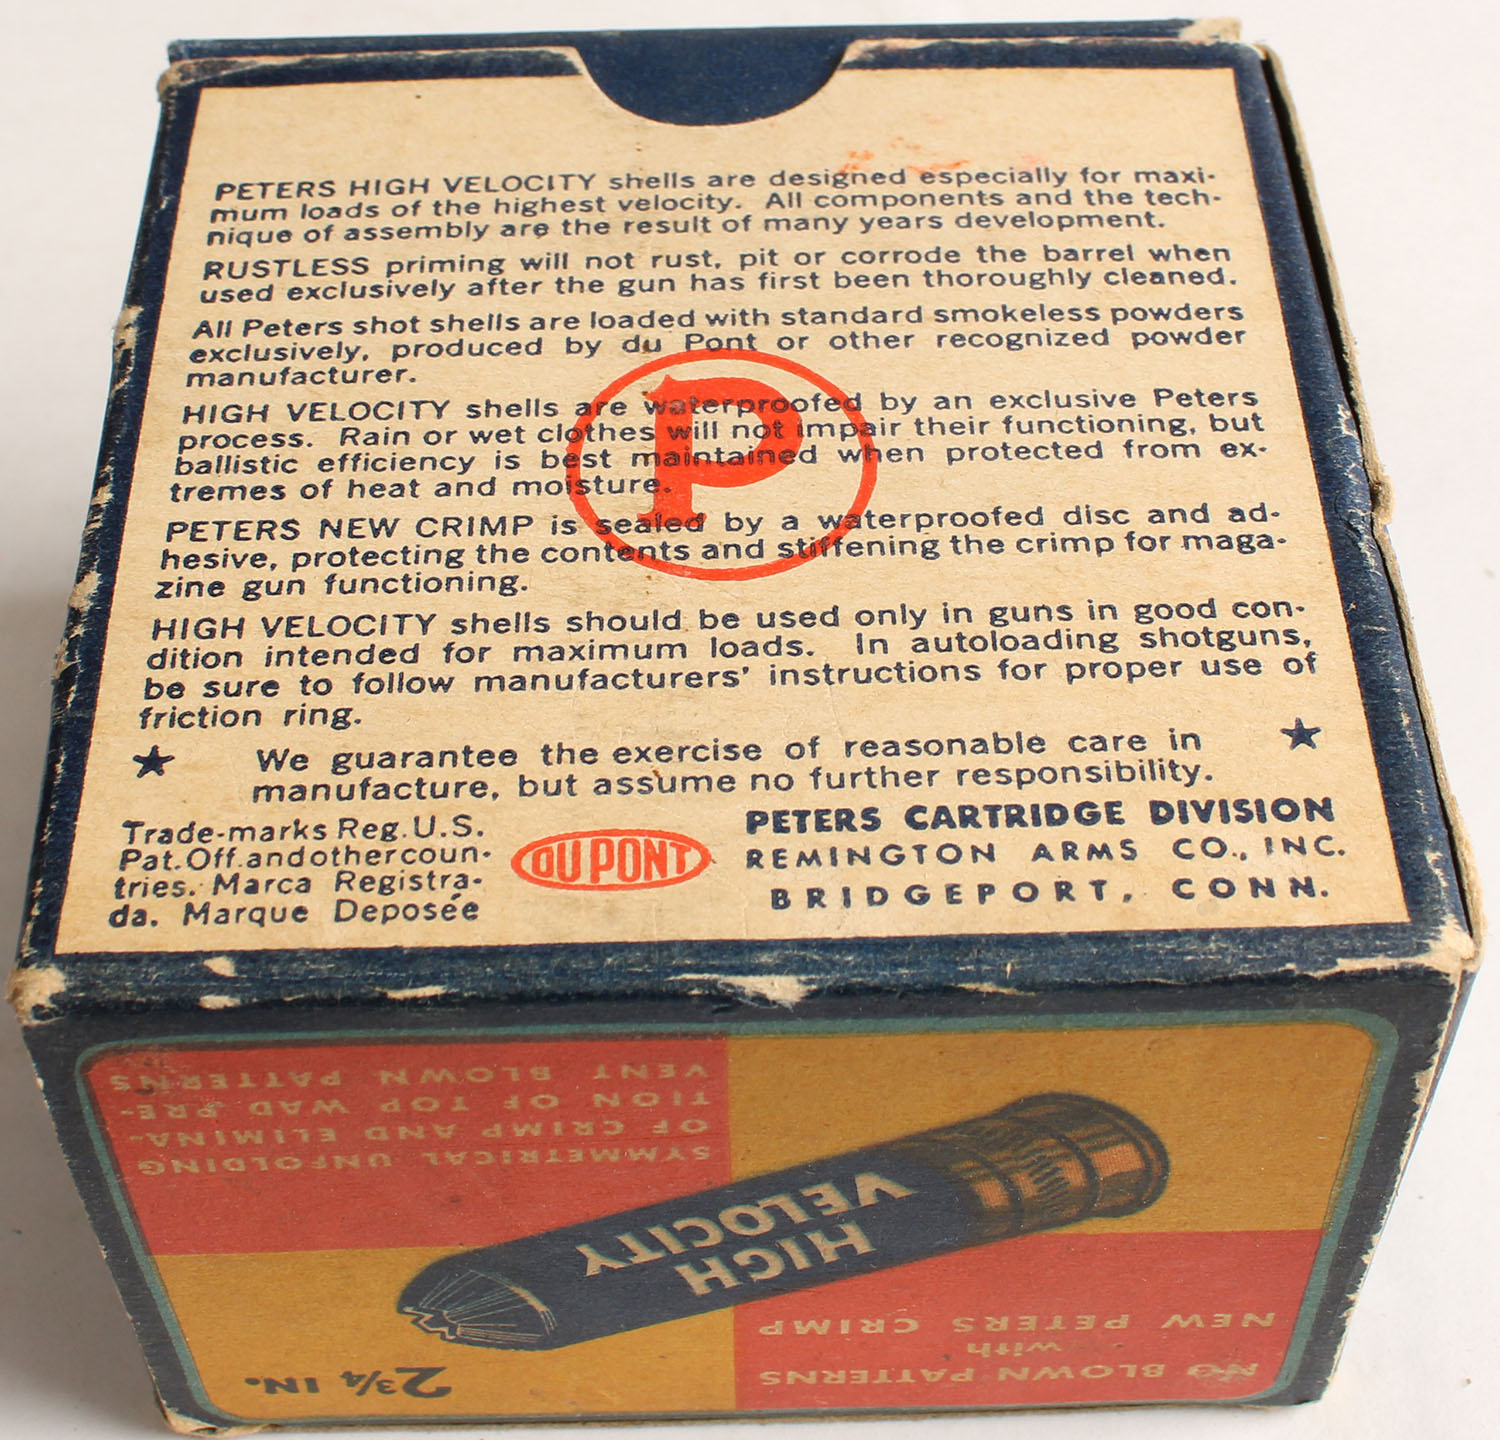 PETERS HIGH VELOCITY shells are designed especially for maxi-
mum loads of the highest velocity. All components and the tech-
nique of assembly are the result of many years development.
RUSTLESS priming will not rust, pit or corrode the barrel when
used exclusively after the gun has first been thoroughly cleaned.
All Peters shot shells are loaded with standard smokeless powders
exclusively, produced by du Pont or other recognized powder
manufacturer.
HIGH VELOCITY shells are waterproofed by an exclusive Peters
process. Rain or wet clothes will not impair their functioning, but
ballistic efficiency is best maintained when protected from ex-
tremes of heat and moisture.
P
PETERS NEW CRIMP is sealed by a waterproofed disc and ad-
hesive, protecting the contents and stiffening the crimp for maga-
zine gun functioning.
HIGH VELOCITY shells should be used only in guns in good con-
dition intended for maximum loads. In autoloading shotguns,
be sure to follow manufacturers' instructions for proper use of
friction ring.
★ We guarantee the exercise of reasonable care in ★
manufacture, but assume no further responsibility.
Trade-marks Reg. U.S.
Pat. Off. and other coun-
tries. Marca Registra-
da. Marque Deposée
DU PONT
PETERS CARTRIDGE DIVISION
REMINGTON ARMS CO., INC.
BRIDGEPORT, CONN.
NO BLOWN PATTERNS
with
NEW PETERS CRIMP
2¾ IN.
HIGH
VELOCITY
SYMMETRICAL UNFOLDING
OF CRIMP AND ELIMINA-
TION OF TOP WAD PRE-
VENT BLOWN PATTERNS